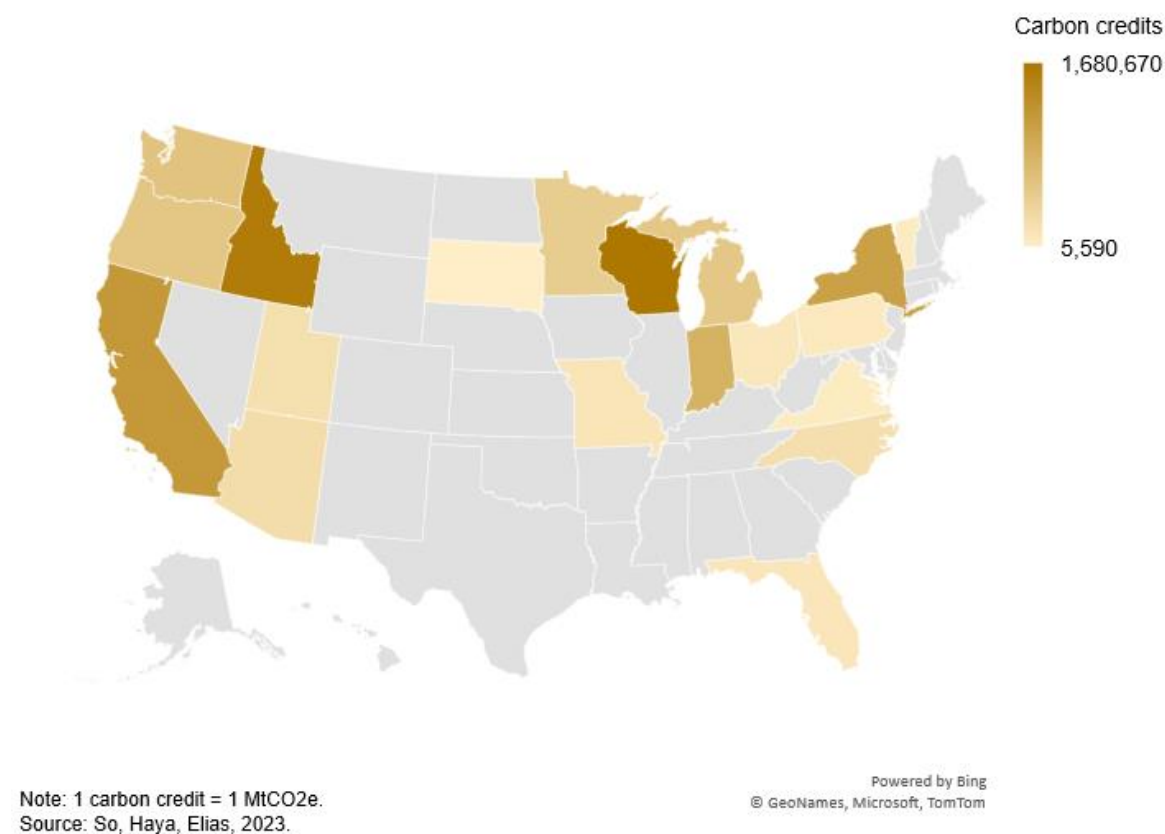 Carbon credits
1,680,670
5,590
Powered by Bing
© GeoNames, Microsoft, TomTom
Note: 1 carbon credit = 1 MtCO2e.
Source: So, Haya, Elias, 2023.